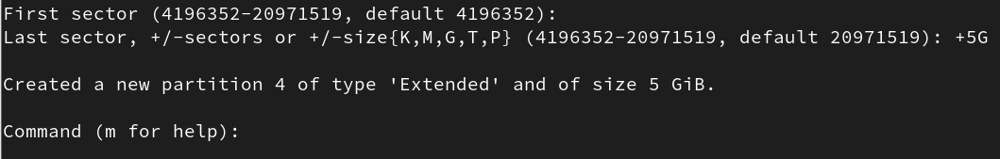 First sector (4196352-20971519, default 4196352):
Last sector, +/-sectors or +/-size{K,M,G,T,P} (4196352-20971519, default 20971519): +5G
Created a new partition 4 of type 'Extended' and of size 5 GiB.
Command (m for help):